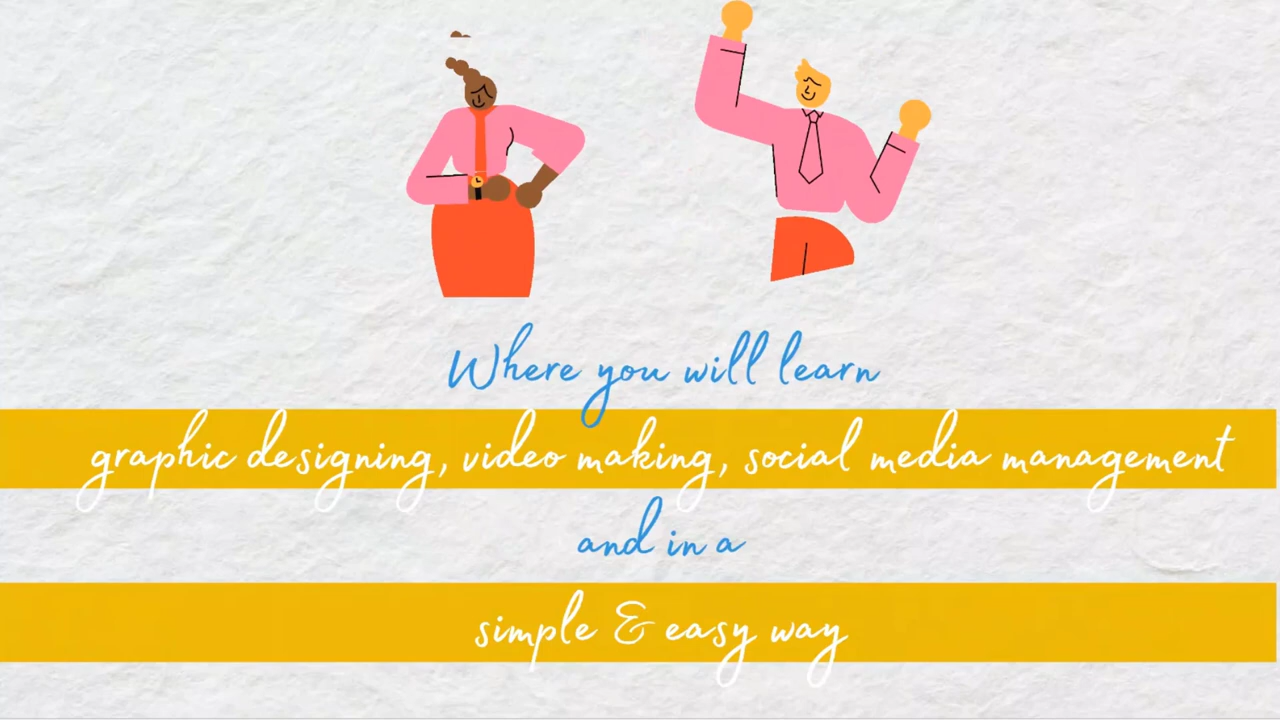 Where you will learn
graphic designing, video making, social media management
and in a
simple & easy way